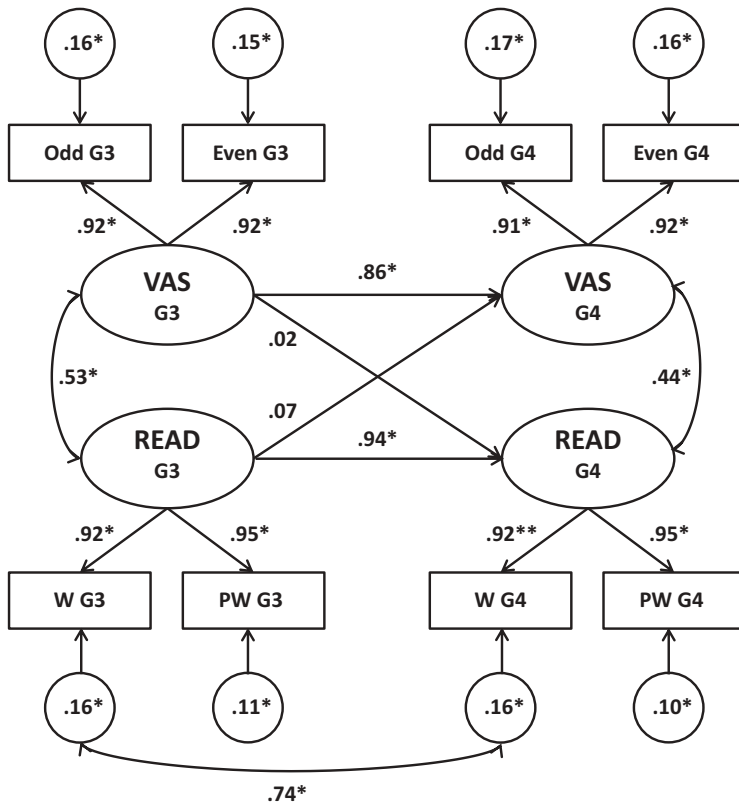 .16*
.15*
.17*
.16*
Odd G3
Even G3
Odd G4
Even G4
.92*
.92*
.91*
.92*
VAS
G3
VAS
G4
.86*
.02
.53*
.44*
.07
READ
G3
READ
G4
.94*
.92*
.95*
.92**
.95*
W G3
PW G3
W G4
PW G4
.16*
.11*
.16*
.10*
.74*